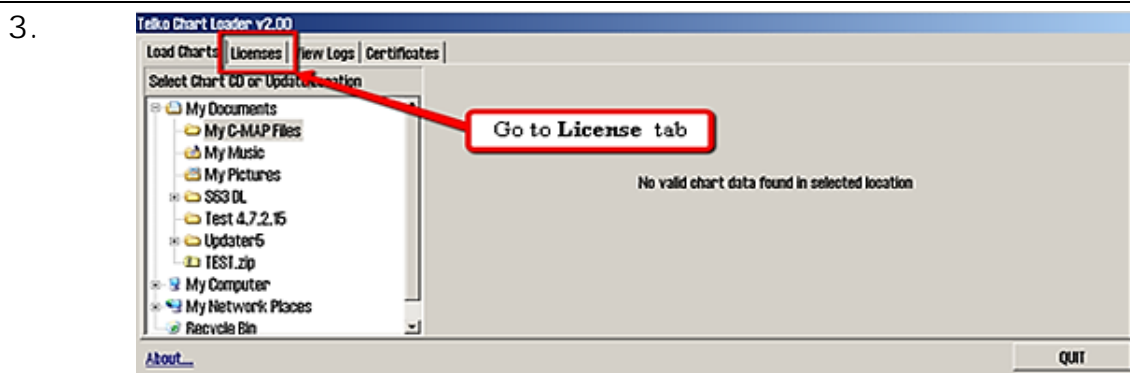 3.
Telko Chart Loader v2.00
Load Charts Licenses View Logs Certificates
Select Chart CD or Update Location
My Documents
My C-MAP Files
My Music
My Pictures
S63 DL
Test 4.7.2.15
Updater5
TEST.zip
My Computer
My Network Places
Recycle Bin
Go to License tab
No valid chart data found in selected location
About...
QUIT